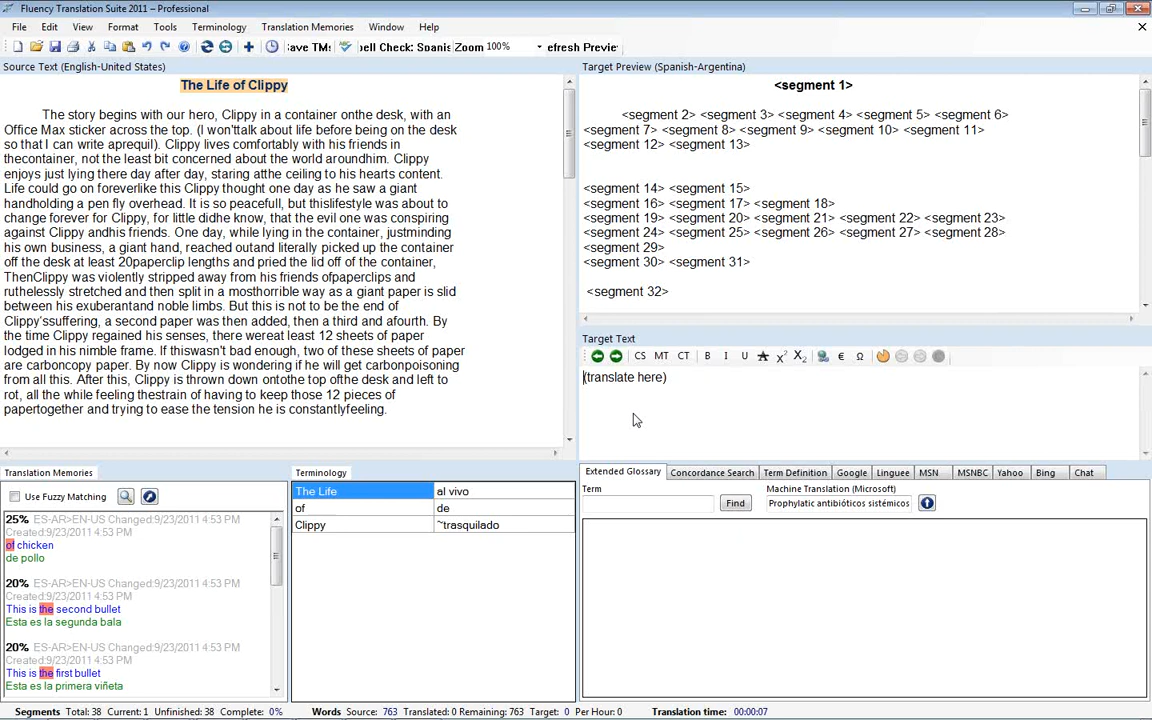 Fluency Translation Suite 2011 – Professional
File Edit View Format Tools Terminology Translation Memories Window Help
ave TMs ell Check: Spanis Zoom 100% efresh Previe
Source Text (English-United States)
The Life of Clippy
The story begins with our hero, Clippy in a container onthe desk, with an
Office Max sticker across the top. (I won'ttalk about life before being on the desk
so that I can write aprequil). Clippy lives comfortably with his friends in
thecontainer, not the least bit concerned about the world aroundhim. Clippy
enjoys just lying there day after day, staring atthe ceiling to his hearts content.
Life could go on foreverlike this Clippy thought one day as he saw a giant
handholding a pen fly overhead. It is so peacefull, but thislifestyle was about to
change forever for Clippy, for little didhe know, that the evil one was conspiring
against Clippy andhis friends. One day, while lying in the container, justminding
his own business, a giant hand, reached outand literally picked up the container
off the desk at least 20paperclip lengths and pried the lid off of the container,
ThenClippy was violently stripped away from his friends ofpaperclips and
ruthelessly stretched and then split in a mosthorrible way as a giant paper is slid
between his exuberantand noble limbs. But this is not to be the end of
Clippy'ssuffering, a second paper was then added, then a third and afourth. By
the time Clippy regained his senses, there wereat least 12 sheets of paper
lodged in his nimble frame. If thiswasn't bad enough, two of these sheets of paper
are carboncopy paper. By now Clippy is wondering if he will get carbonpoisoning
from all this. After this, Clippy is thrown down ontothe top ofthe desk and left to
rot, all the while feeling thestrain of having to keep those 12 pieces of
papertogether and trying to ease the tension he is constantlyfeeling.
Target Preview (Spanish-Argentina)
<segment 1>
<segment 2> <segment 3> <segment 4> <segment 5> <segment 6>
<segment 7> <segment 8> <segment 9> <segment 10> <segment 11>
<segment 12> <segment 13>
<segment 14> <segment 15>
<segment 16> <segment 17> <segment 18>
<segment 19> <segment 20> <segment 21> <segment 22> <segment 23>
<segment 24> <segment 25> <segment 26> <segment 27> <segment 28>
<segment 29>
<segment 30> <segment 31>
<segment 32>
Target Text
CS MT CT B I U A X² X₂ € Ω
(translate here)
Translation Memories
Use Fuzzy Matching
25% ES-AR>EN-US Changed:9/23/2011 4:53 PM
Created:9/23/2011 4:53 PM
of chicken
de pollo
20% ES-AR>EN-US Changed:9/23/2011 4:53 PM
Created:9/23/2011 4:53 PM
This is the second bullet
Esta es la segunda bala
20% ES-AR>EN-US Changed:9/23/2011 4:53 PM
Created:9/23/2011 4:53 PM
This is the first bullet
Esta es la primera viñeta
Terminology
The Life al vivo
of de
Clippy ~trasquilado
Extended Glossary Concordance Search Term Definition Google Linguee MSN MSNBC Yahoo Bing Chat
Term Machine Translation (Microsoft)
Find Prophylatic antibióticos sistémicos
Segments Total: 38 Current: 1 Unfinished: 38 Complete: 0% Words Source: 763 Translated: 0 Remaining: 763 Target: 0 Per Hour: 0 Translation time: 00:00:07